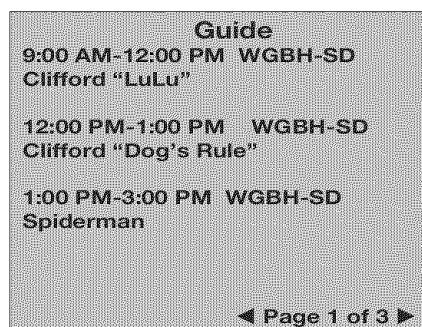 Guide
9:00 AM-12:00 PM WGBH-SD
Clifford “LuLu”
12:00 PM-1:00 PM WGBH-SD
Clifford “Dog's Rule”
1:00 PM-3:00 PM WGBH-SD
Spiderman
◀ Page 1 of 3 ▶